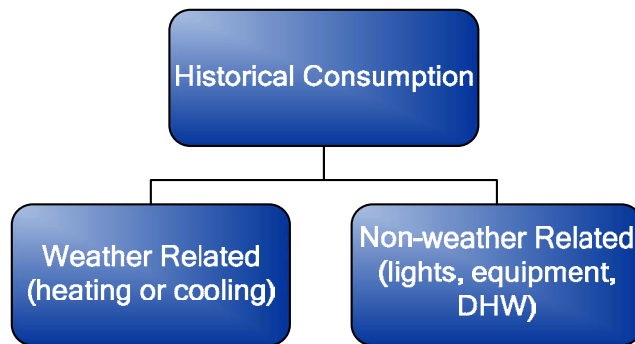 Historical Consumption
Weather Related
(heating or cooling)
Non-weather Related
(lights, equipment,
DHW)